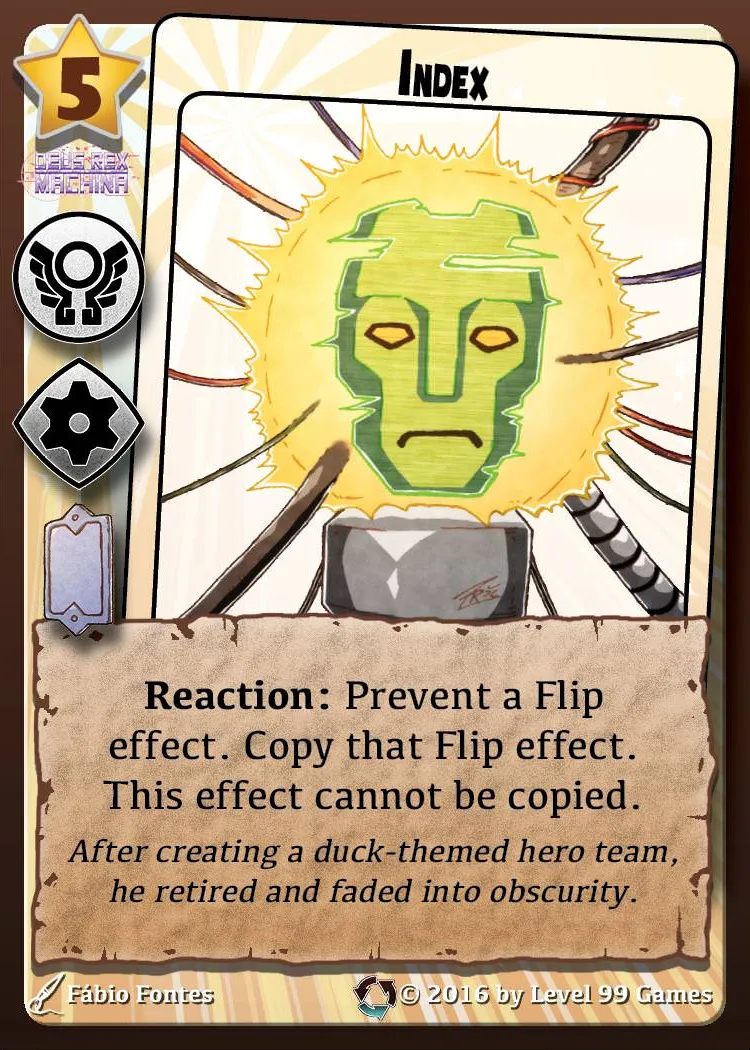 Index
5
DEUS REX
MACHINA
Reaction: Prevent a Flip
effect. Copy that Flip effect.
This effect cannot be copied.
After creating a duck-themed hero team,
he retired and faded into obscurity.
Fábio Fontes
© 2016 by Level 99 Games